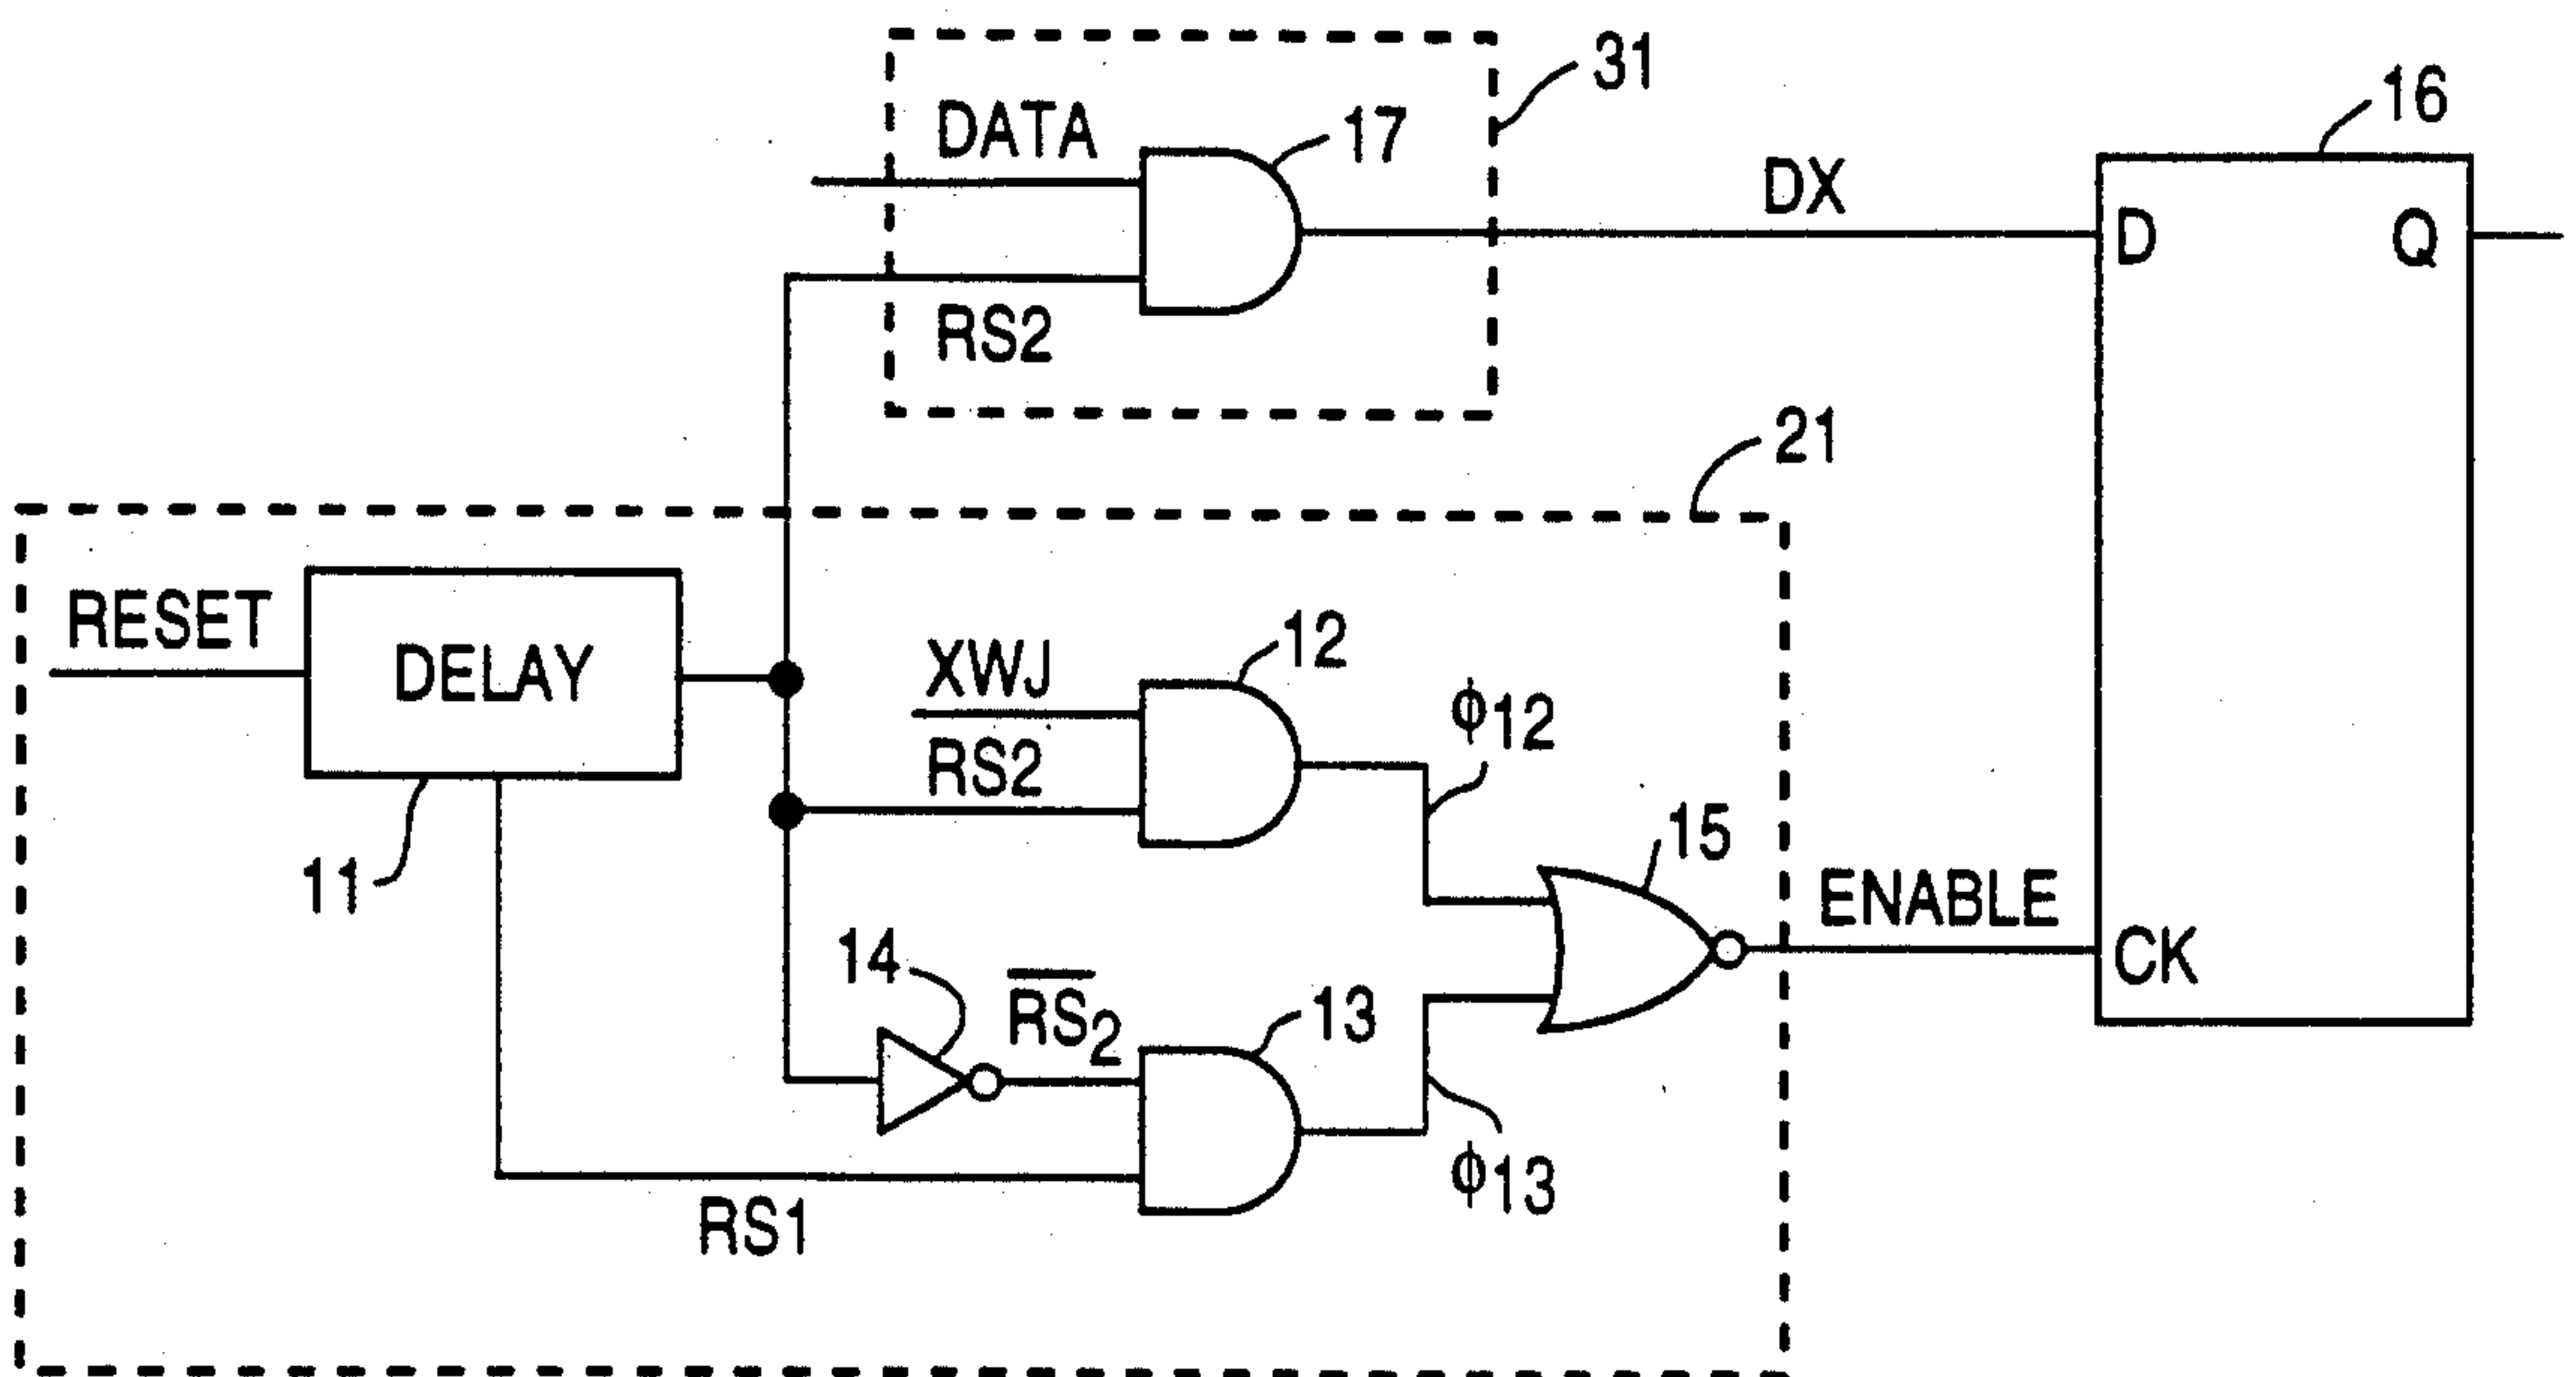 31
DATA
17
16
DX
D
Q
RS2
21
RESET
DELAY
XWJ
12
ϕ12
RS2
11
15
ENABLE
14
R̅S̅2
13
CK
ϕ13
RS1